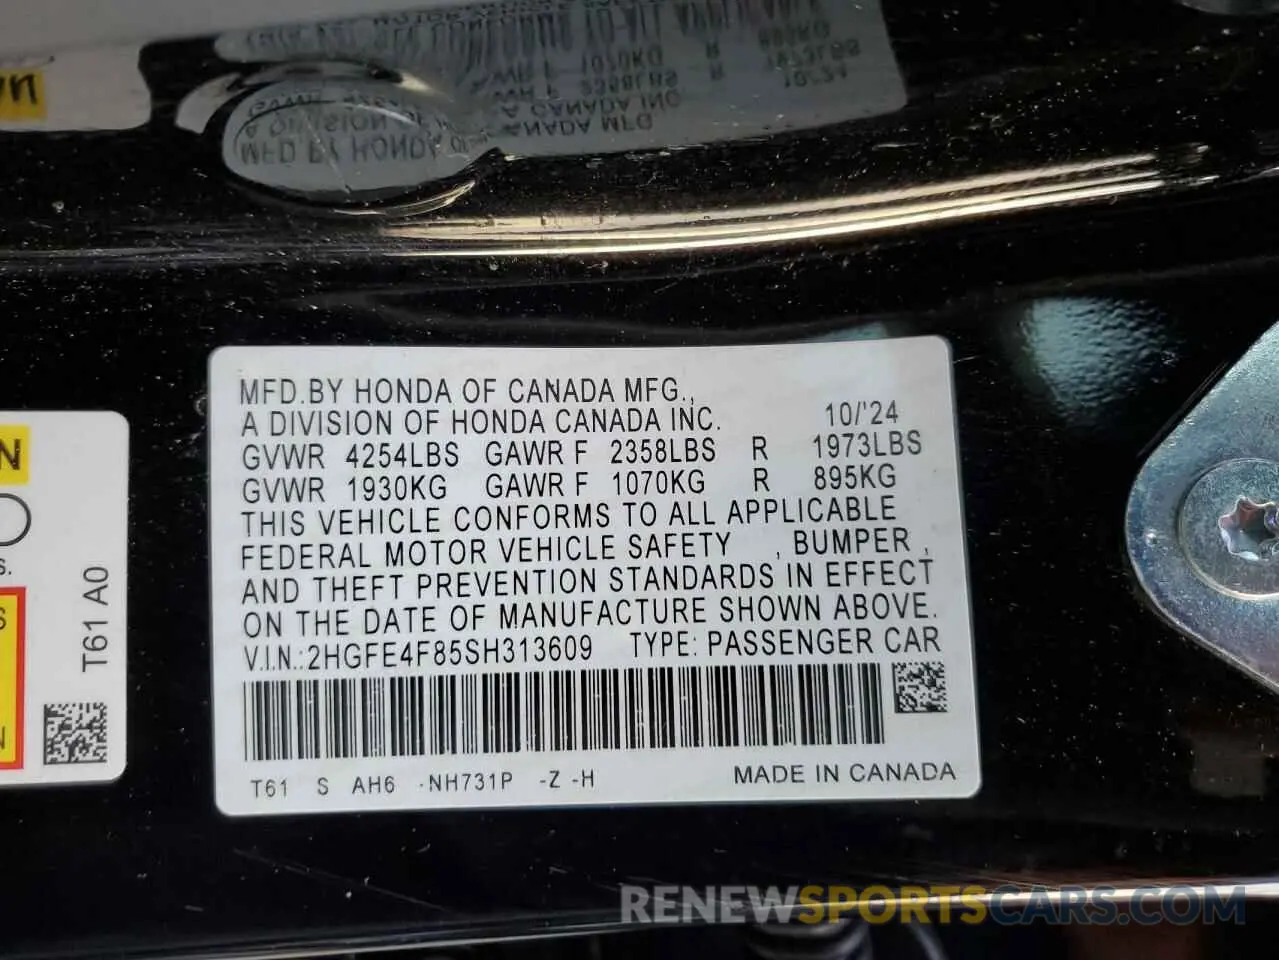 MFD.BY HONDA OF CANADA MFG.,
A DIVISION OF HONDA CANADA INC. 10/'24
GVWR 4254LBS GAWR F 2358LBS R 1973LBS
GVWR 1930KG GAWR F 1070KG R 895KG
THIS VEHICLE CONFORMS TO ALL APPLICABLE
FEDERAL MOTOR VEHICLE SAFETY , BUMPER ,
AND THEFT PREVENTION STANDARDS IN EFFECT
ON THE DATE OF MANUFACTURE SHOWN ABOVE.
V.I.N.:2HGFE4F85SH313609 TYPE: PASSENGER CAR
T61 S AH6 -NH731P -Z -H MADE IN CANADA
T61 A0
RENEWSPORTSCARS.COM